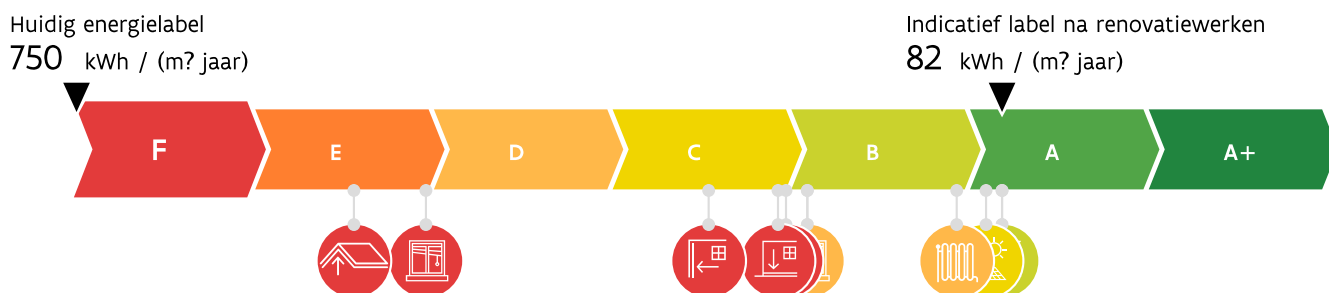 Huidig energielabel
750 kWh / (m? jaar)
Indicatief label na renovatiewerken
82 kWh / (m? jaar)
F E D C B A A+